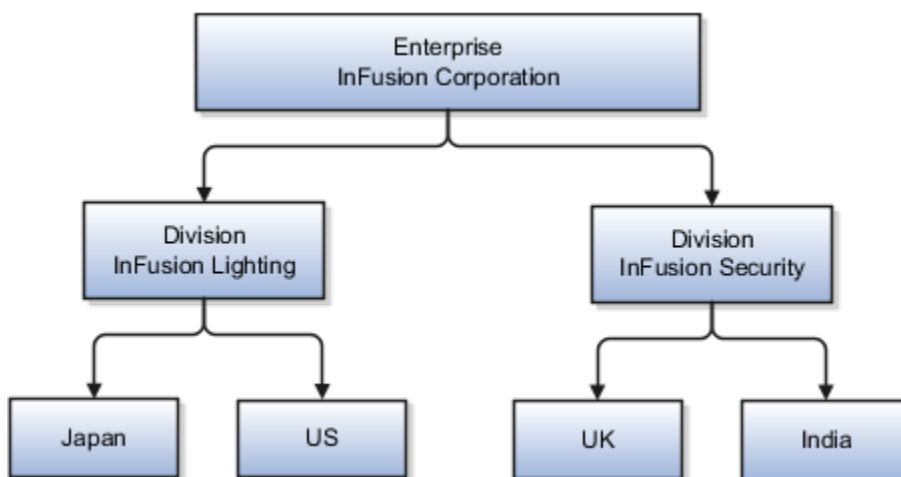 Enterprise
InFusion Corporation
Division
InFusion Lighting
Division
InFusion Security
Japan
US
UK
India